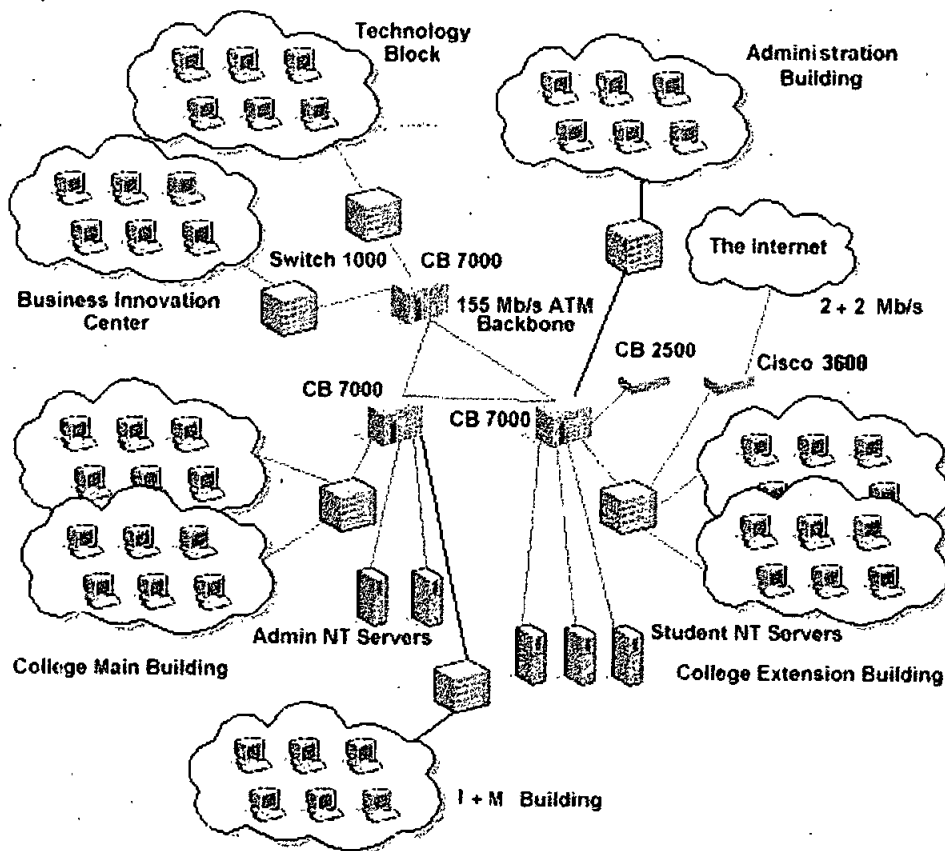 Technology
Block
Administration
Building
The Internet
Switch 1000
CB 7000
Business Innovation
Center
155 Mb/s ATM
Backbone
2 + 2 Mb/s
CB 2500
Cisco 3600
CB 7000
CB 7000
Admin NT Servers
Student NT Servers
College Main Building
College Extension Building
I + M Building